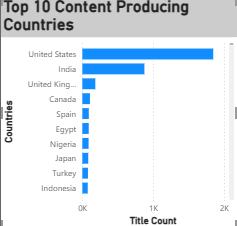 Top 10 Content Producing
Countries
United States
India
United King...
Canada
Spain
Egypt
Nigeria
Japan
Turkey
Indonesia
Countries
0K 1K 2K
Title Count